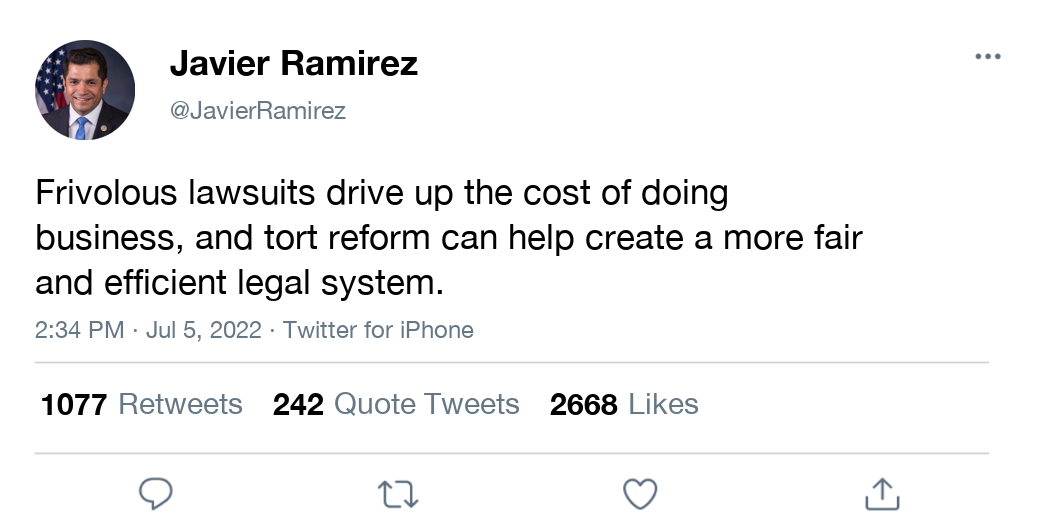 Javier Ramirez
@JavierRamirez
Frivolous lawsuits drive up the cost of doing
business, and tort reform can help create a more fair
and efficient legal system.
2:34 PM · Jul 5, 2022 · Twitter for iPhone
1077 Retweets 242 Quote Tweets 2668 Likes